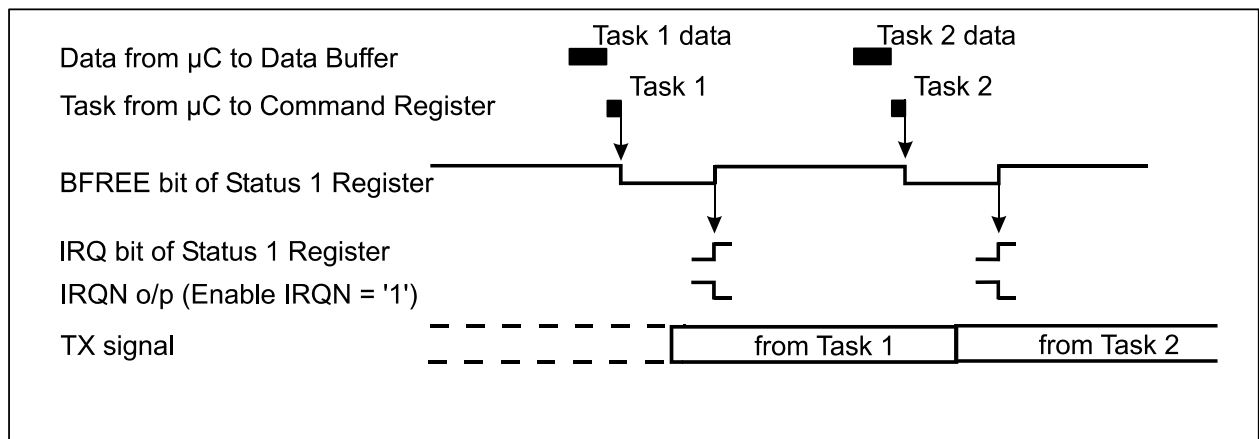 Task 1 data
Task 2 data
Data from µC to Data Buffer
Task 1
Task 2
Task from µC to Command Register
BFREE bit of Status 1 Register
IRQ bit of Status 1 Register
IRQN o/p (Enable IRQN = '1')
TX signal
from Task 1
from Task 2